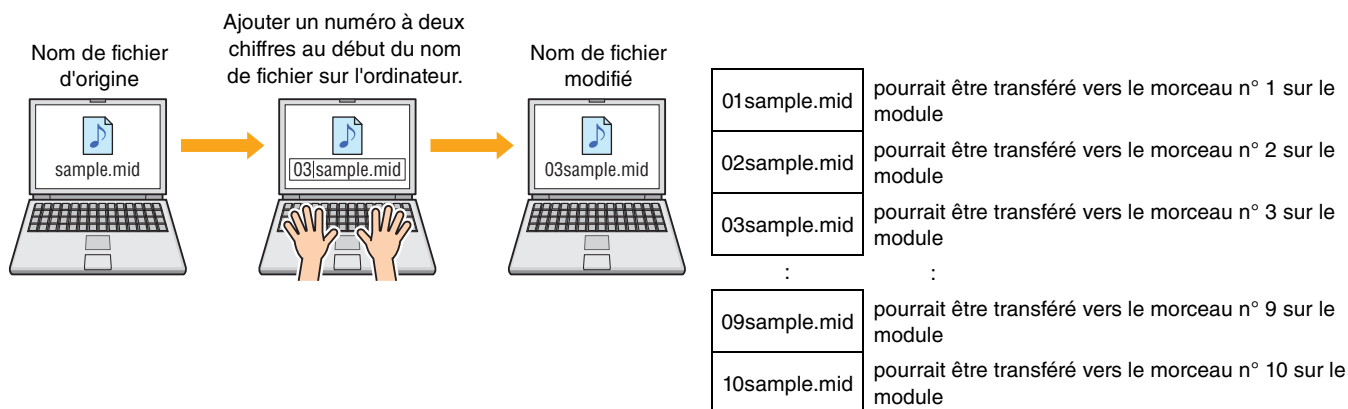 Nom de fichier
d'origine
Ajouter un numéro à deux
chiffres au début du nom
de fichier sur l'ordinateur.
Nom de fichier
modifié
sample.mid
03sample.mid
03sample.mid
01sample.mid
pourrait être transféré vers le morceau n° 1 sur le
module
02sample.mid
pourrait être transféré vers le morceau n° 2 sur le
module
03sample.mid
pourrait être transféré vers le morceau n° 3 sur le
module
: :
09sample.mid
pourrait être transféré vers le morceau n° 9 sur le
module
10sample.mid
pourrait être transféré vers le morceau n° 10 sur le
module